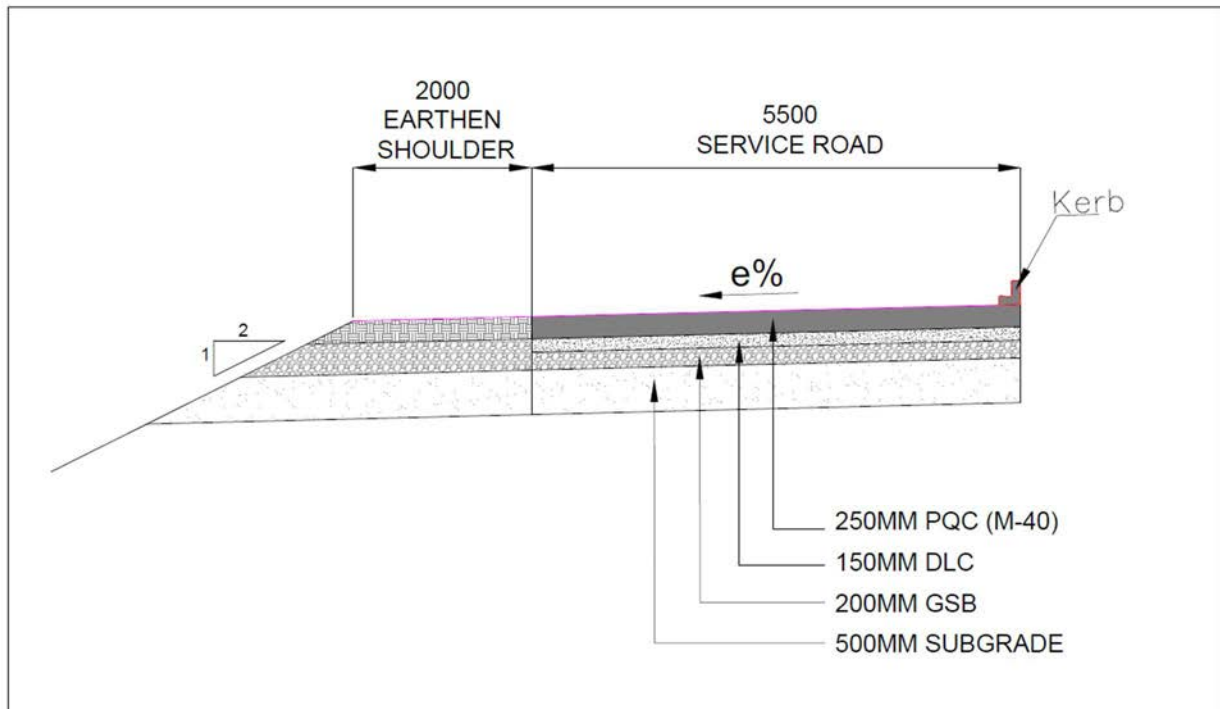 2000
EARTHEN
SHOULDER
5500
SERVICE ROAD
Kerb
e%
2
1
250MM PQC (M-40)
150MM DLC
200MM GSB
500MM SUBGRADE